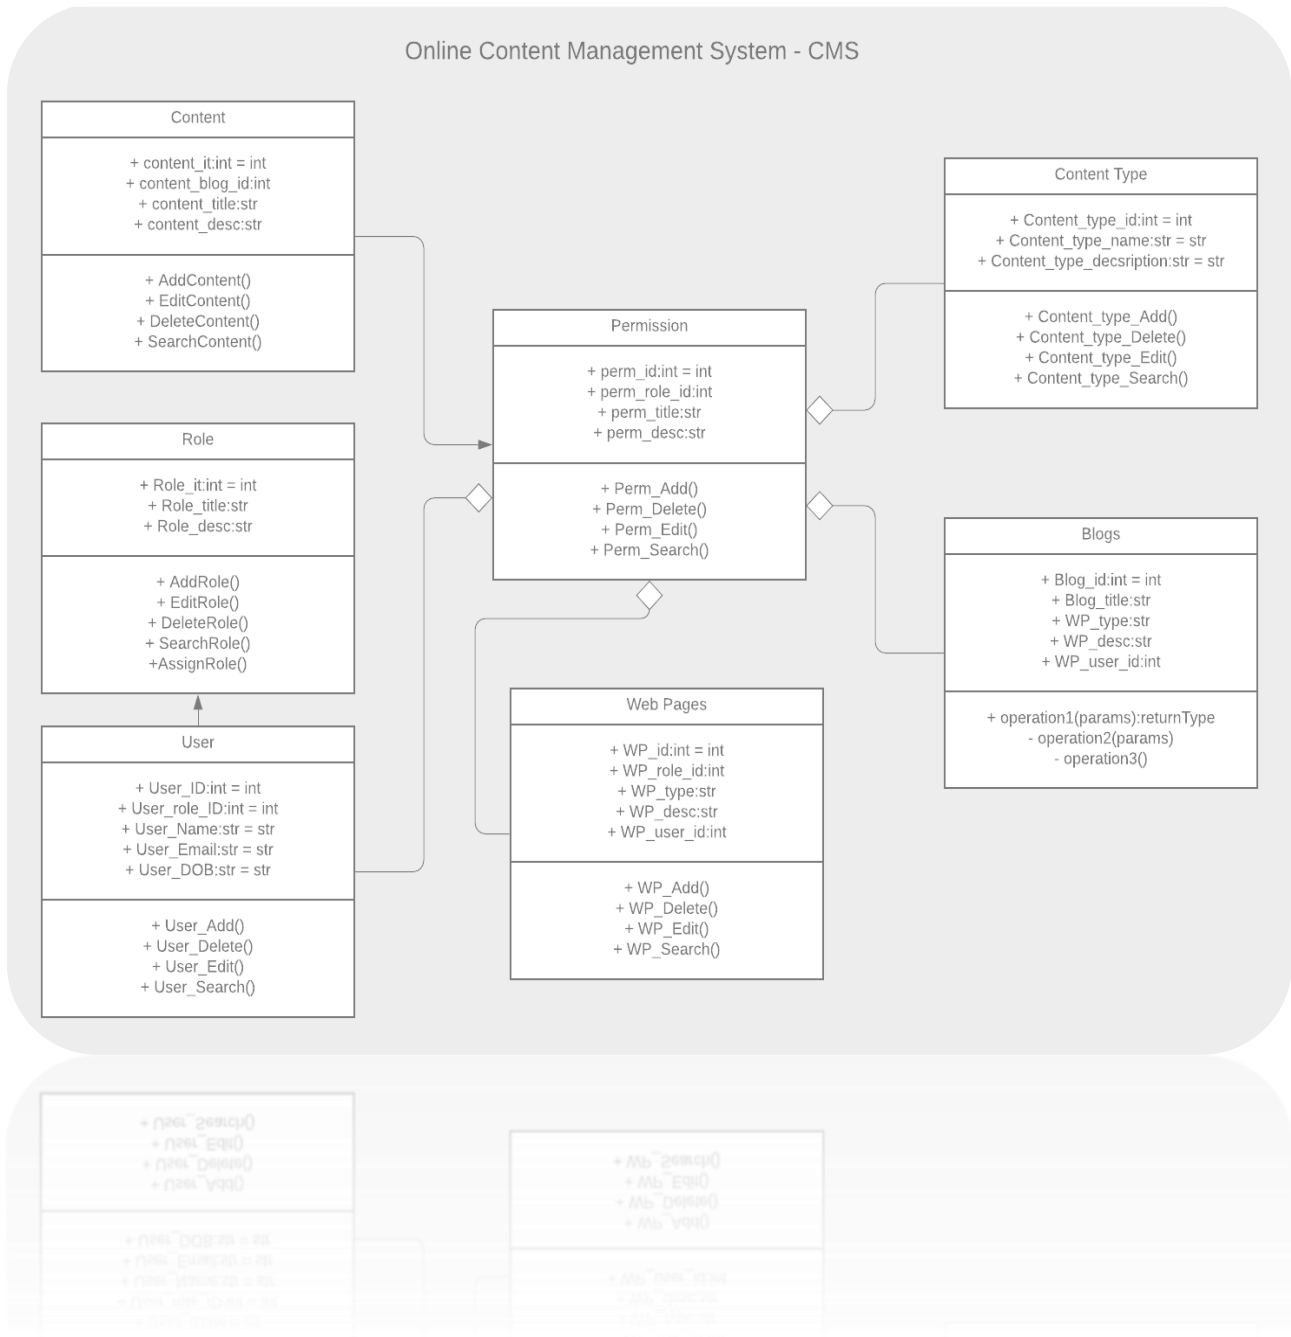 Online Content Management System - CMS
Content
+ content_it:int = int
+ content_blog_id:int
+ content_title:str
+ content_desc:str
+ AddContent()
+ EditContent()
+ DeleteContent()
+ SearchContent()
Role
+ Role_it:int = int
+ Role_title:str
+ Role_desc:str
+ AddRole()
+ EditRole()
+ DeleteRole()
+ SearchRole()
+AssignRole()
User
+ User_ID:int = int
+ User_role_ID:int = int
+ User_Name:str = str
+ User_Email:str = str
+ User_DOB:str = str
+ User_Add()
+ User_Delete()
+ User_Edit()
+ User_Search()
Permission
+ perm_id:int = int
+ perm_role_id:int
+ perm_title:str
+ perm_desc:str
+ Perm_Add()
+ Perm_Delete()
+ Perm_Edit()
+ Perm_Search()
Web Pages
+ WP_id:int = int
+ WP_role_id:int
+ WP_type:str
+ WP_desc:str
+ WP_user_id:int
+ WP_Add()
+ WP_Delete()
+ WP_Edit()
+ WP_Search()
Content Type
+ Content_type_id:int = int
+ Content_type_name:str = str
+ Content_type_decsription:str = str
+ Content_type_Add()
+ Content_type_Delete()
+ Content_type_Edit()
+ Content_type_Search()
Blogs
+ Blog_id:int = int
+ Blog_title:str
+ WP_type:str
+ WP_desc:str
+ WP_user_id:int
+ operation1(params):returnType
- operation2(params)
- operation3()